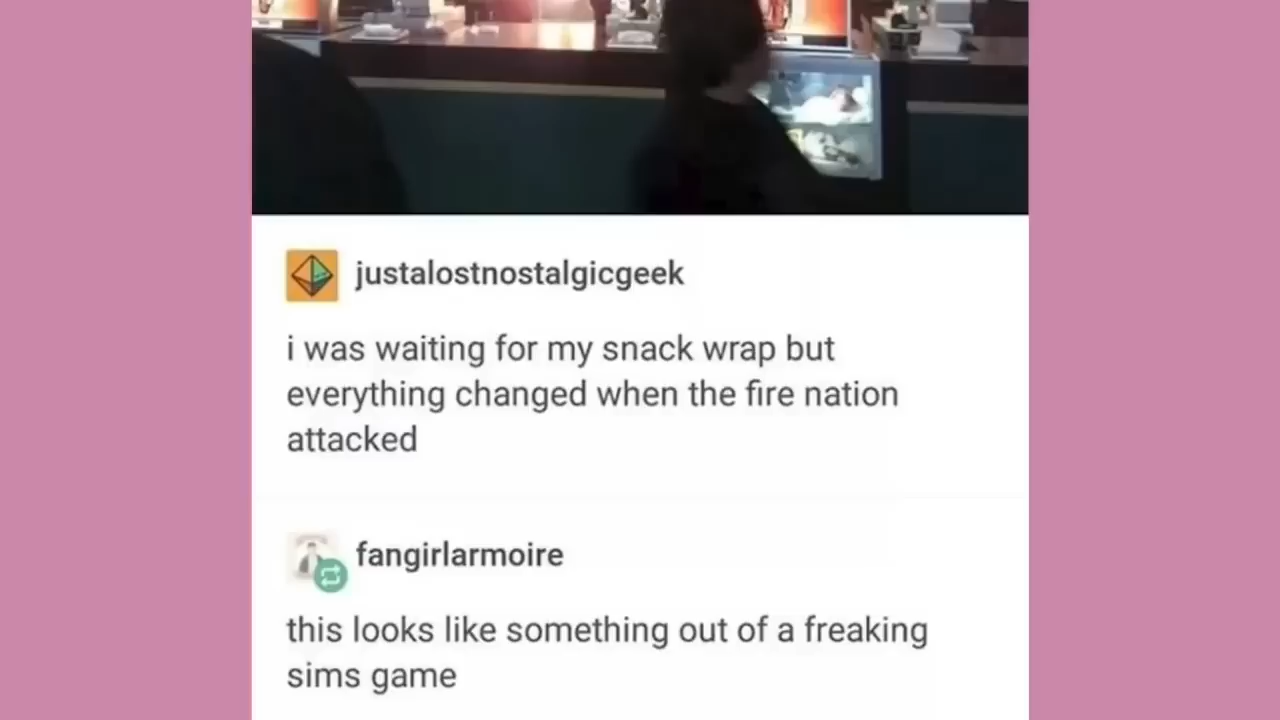 justalostnostalgicgeek
i was waiting for my snack wrap but
everything changed when the fire nation
attacked
fangirlarmoire
this looks like something out of a freaking
sims game